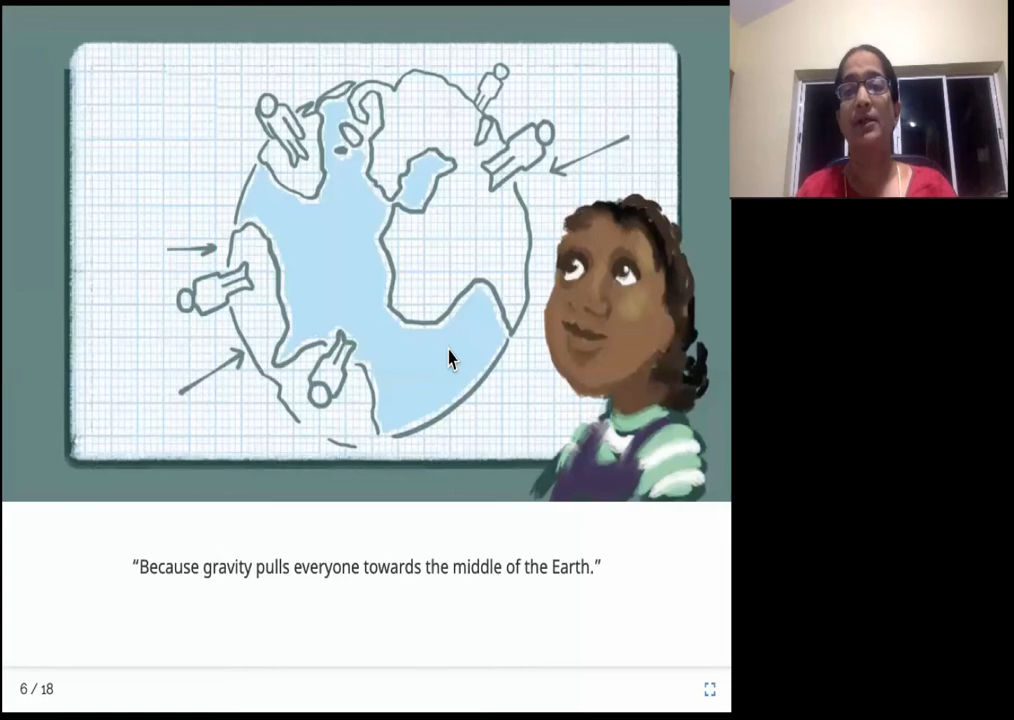 “Because gravity pulls everyone towards the middle of the Earth.”
6 / 18